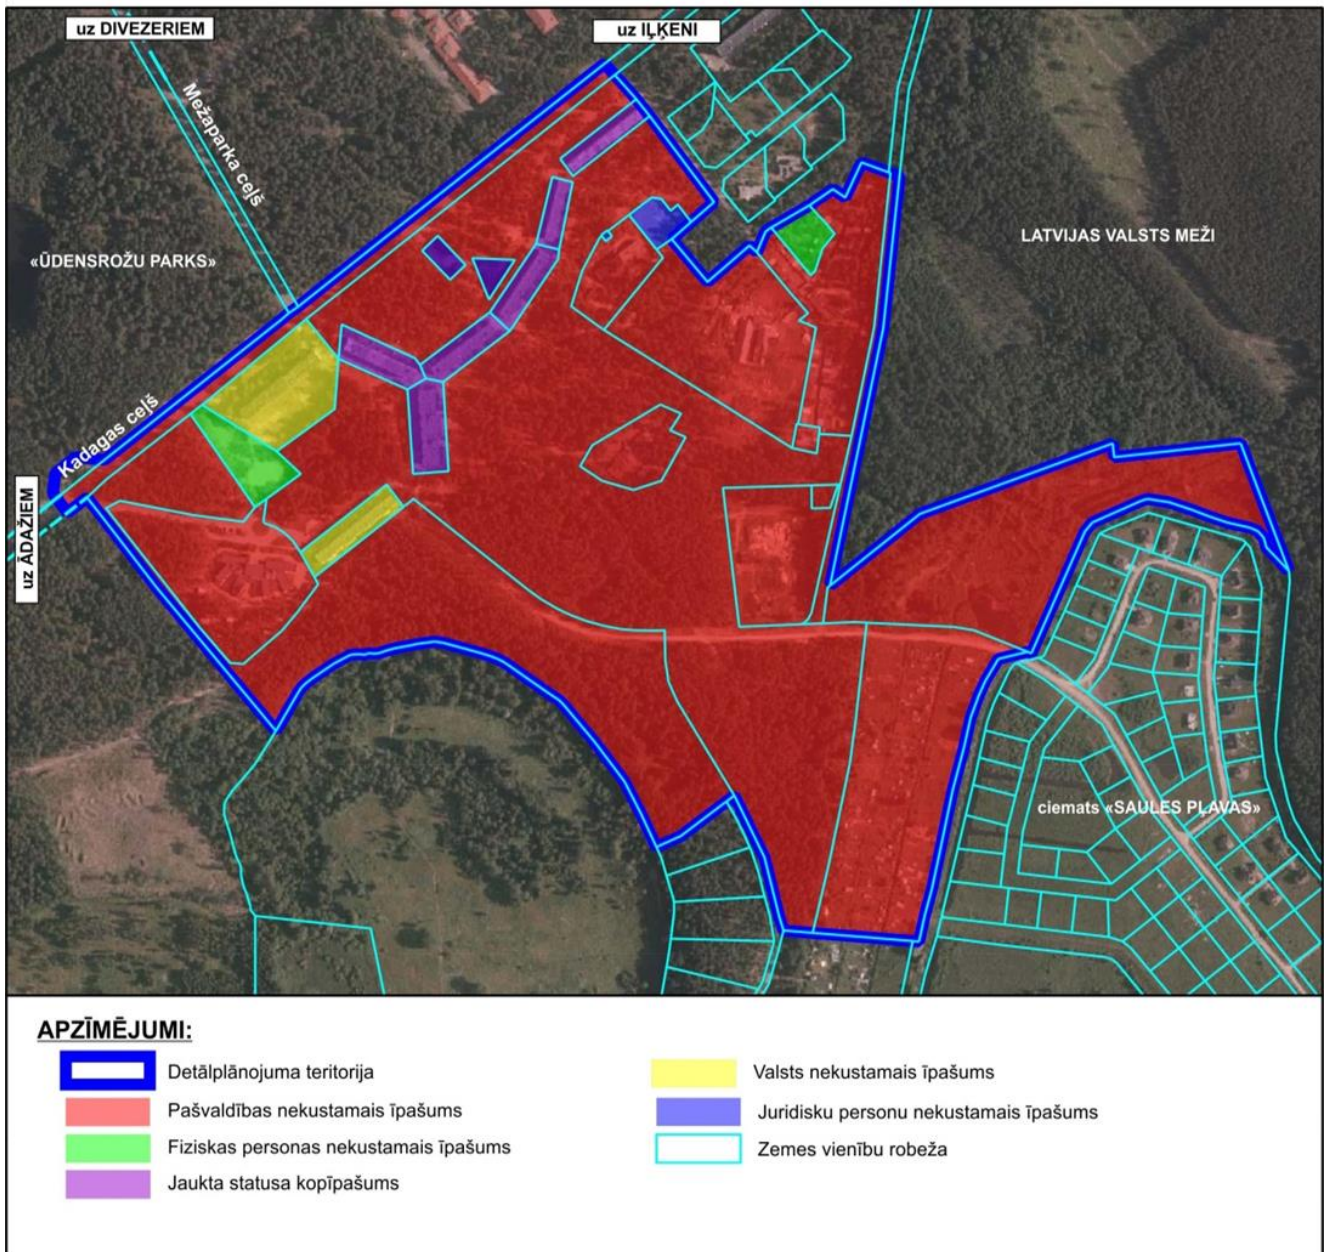 uz DIVEZERIEM
uz IĻĶENI
Mežaparka ceļš
LATVIJAS VALSTS MEŽI
«ŪDENSROŽU PARKS»
Kadagas ceļš
uz ĀDAŽIEM
ciemats «SAULES PĻAVAS»
APZĪMĒJUMI:
Detālplānojuma teritorija
Pašvaldības nekustamais īpašums
Fiziskas personas nekustamais īpašums
Jaukta statusa kopīpašums
Valsts nekustamais īpašums
Juridisku personu nekustamais īpašums
Zemes vienību robeža